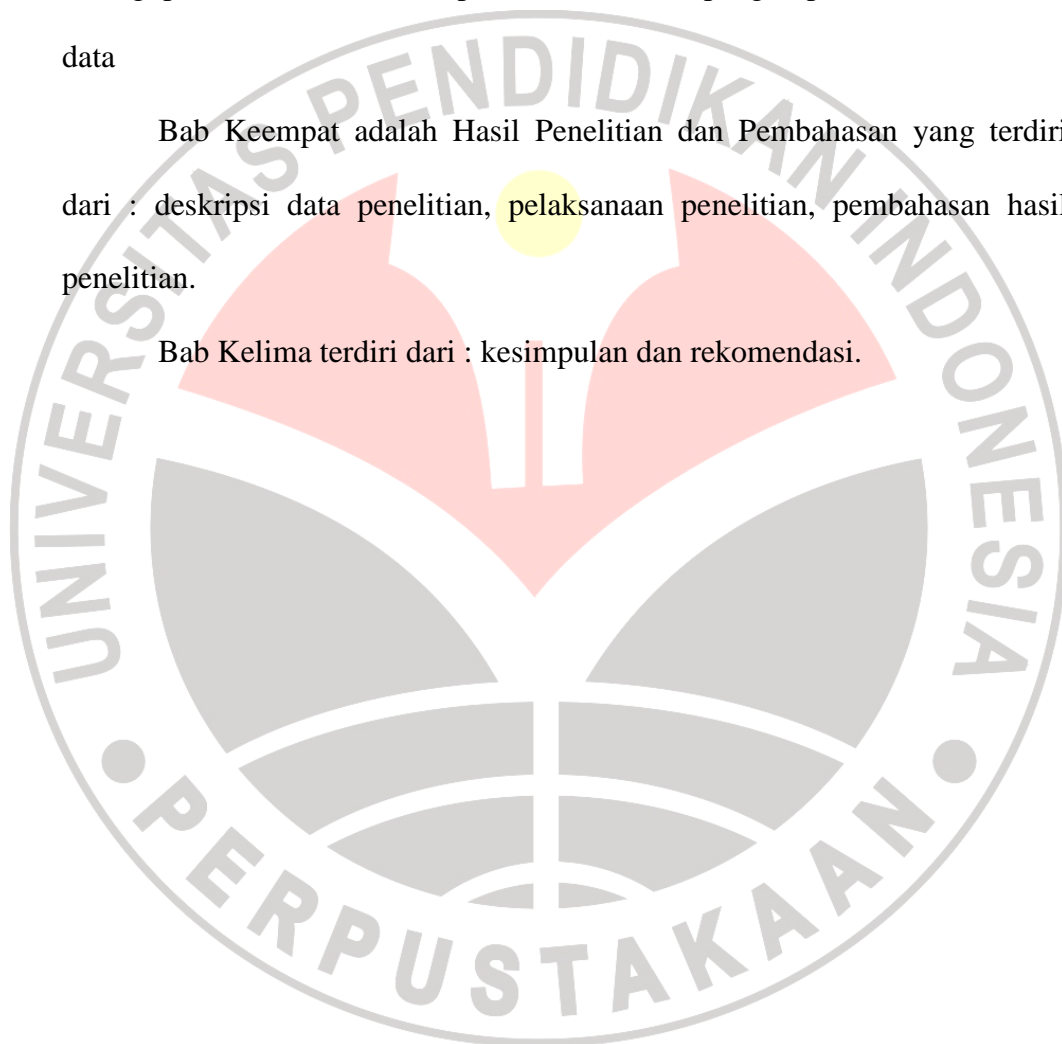 data
Bab Keempat adalah Hasil Penelitian dan Pembahasan yang terdiri
dari : deskripsi data penelitian, pelaksanaan penelitian, pembahasan hasil
penelitian.
Bab Kelima terdiri dari : kesimpulan dan rekomendasi.
UNIVERSITAS PENDIDIKAN INDONESIA
PERPUSTAKAAN